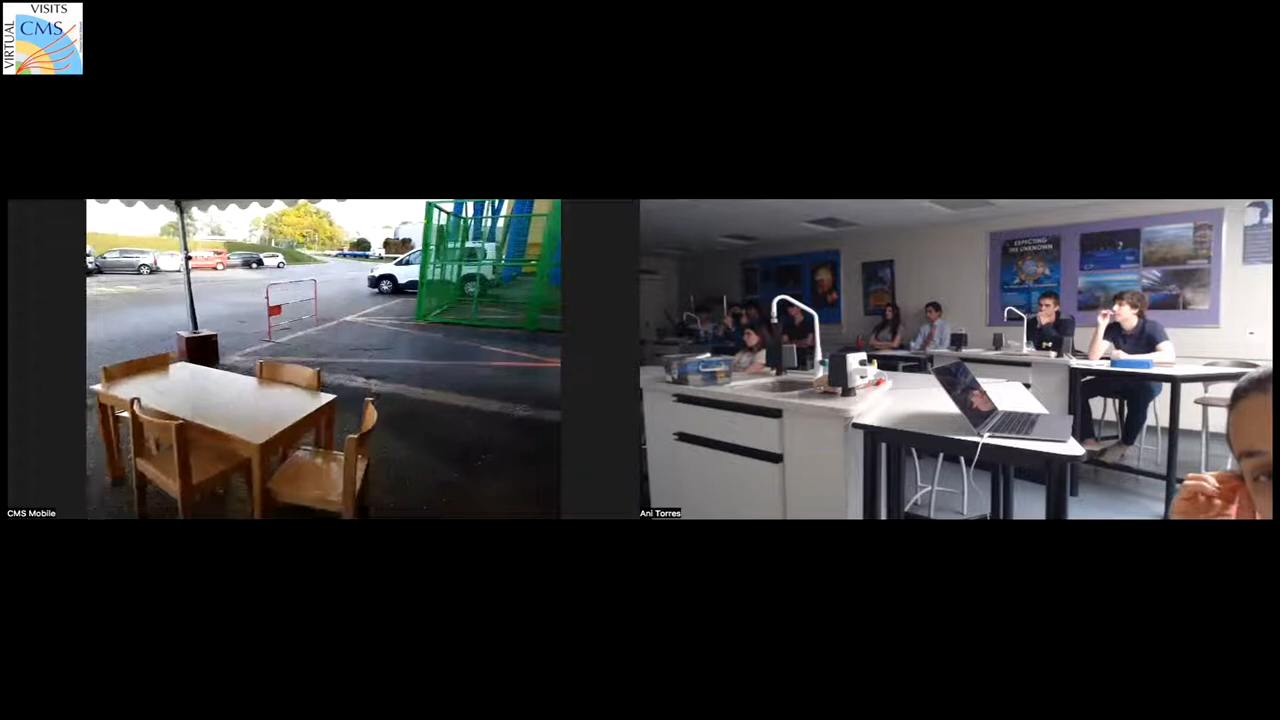 VISITS
CMS
VIRTUAL
EXPECTING
THE UNKNOWN
CMS Mobile
Ani Torres